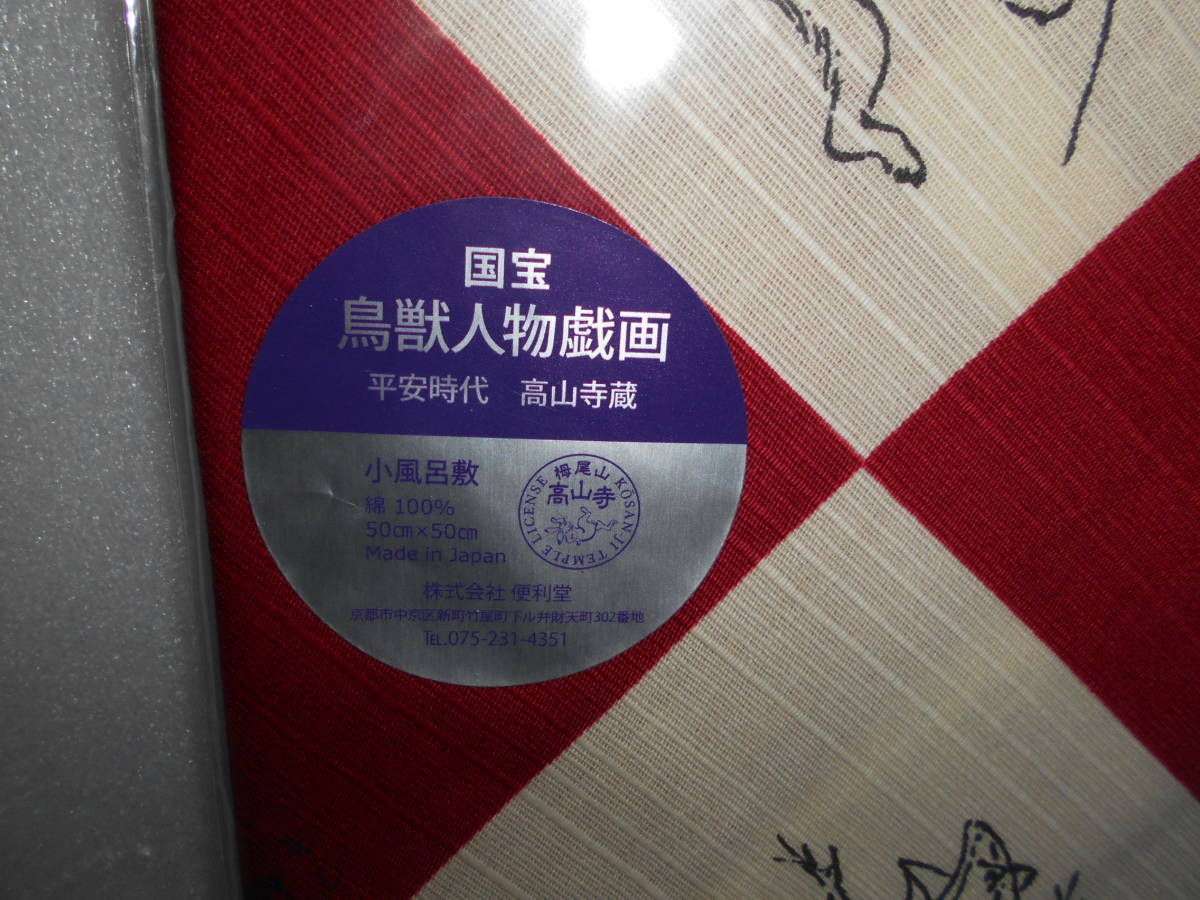 国宝
鳥獣人物戯画
平安時代　高山寺蔵
小風呂敷
綿 100%
50㎝×50㎝
Made in Japan
栂尾山
高山寺
KŌSAN-JI TEMPLE LICENSE
株式会社 便利堂
京都市中京区新町竹屋町下ル弁財天町302番地
TEL.075-231-4351